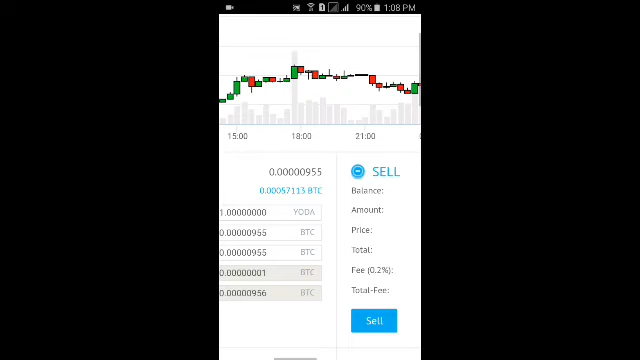 90% 1:08 PM
15:00 18:00 21:00
0.00000955
0.00057113 BTC
1.00000000 YODA
0.00000955 BTC
0.00000955 BTC
0.00000001 BTC
0.00000956 BTC
SELL
Balance:
Amount:
Price:
Total:
Fee (0.2%):
Total-Fee:
Sell